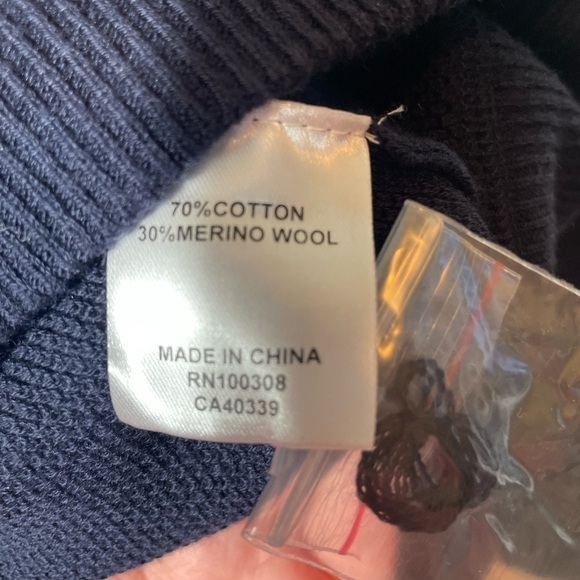 70%COTTON
30%MERINO WOOL
MADE IN CHINA
RN100308
CA40339